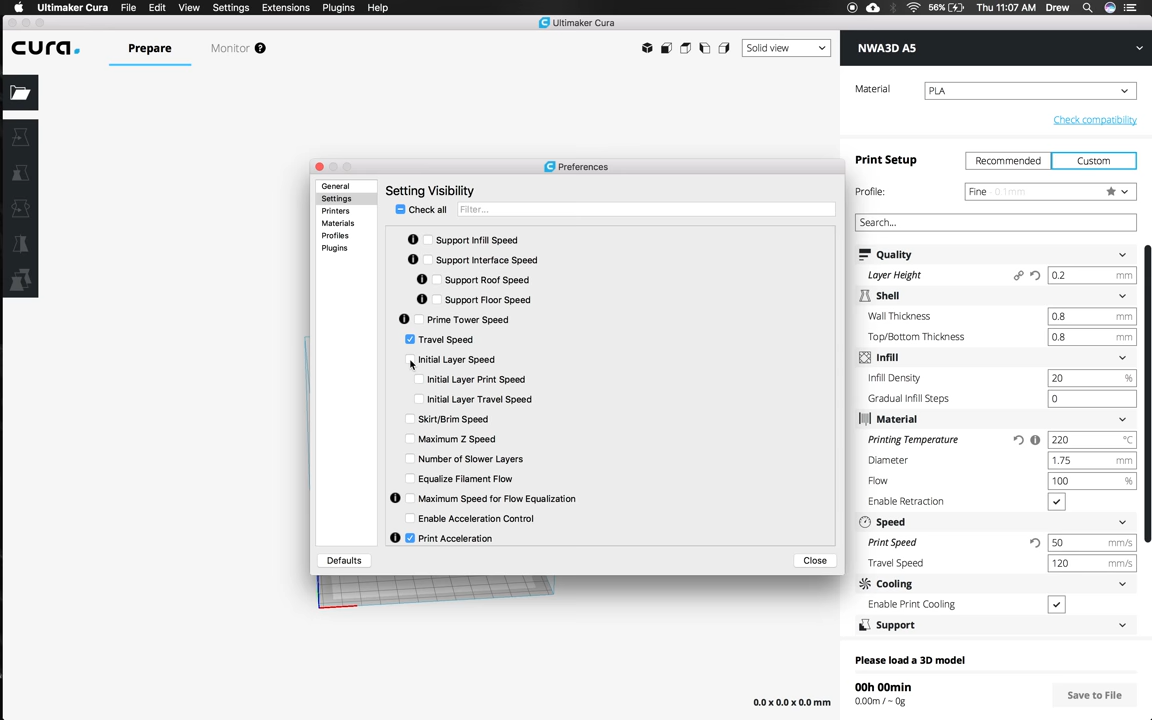 Ultimaker Cura File Edit View Settings Extensions Plugins Help 56% Thu 11:07 AM Drew
Ultimaker Cura
cura. Prepare Monitor ? Solid view NWA3D A5
Material PLA
Check compatibility
Print Setup Recommended Custom
Profile: Fine - 0.1mm
Search...
Preferences
General
Settings
Printers
Materials
Profiles
Plugins
Setting Visibility
Check all Filter...
Support Infill Speed
Support Interface Speed
Support Roof Speed
Support Floor Speed
Prime Tower Speed
Travel Speed
Initial Layer Speed
Initial Layer Print Speed
Initial Layer Travel Speed
Skirt/Brim Speed
Maximum Z Speed
Number of Slower Layers
Equalize Filament Flow
Maximum Speed for Flow Equalization
Enable Acceleration Control
Print Acceleration
Defaults Close
Quality
Layer Height 0.2 mm
Shell
Wall Thickness 0.8 mm
Top/Bottom Thickness 0.8 mm
Infill
Infill Density 20 %
Gradual Infill Steps 0
Material
Printing Temperature 220 °C
Diameter 1.75 mm
Flow 100 %
Enable Retraction
Speed
Print Speed 50 mm/s
Travel Speed 120 mm/s
Cooling
Enable Print Cooling
Support
Please load a 3D model
00h 00min
0.00m / ~ 0g
Save to File
0.0 x 0.0 x 0.0 mm